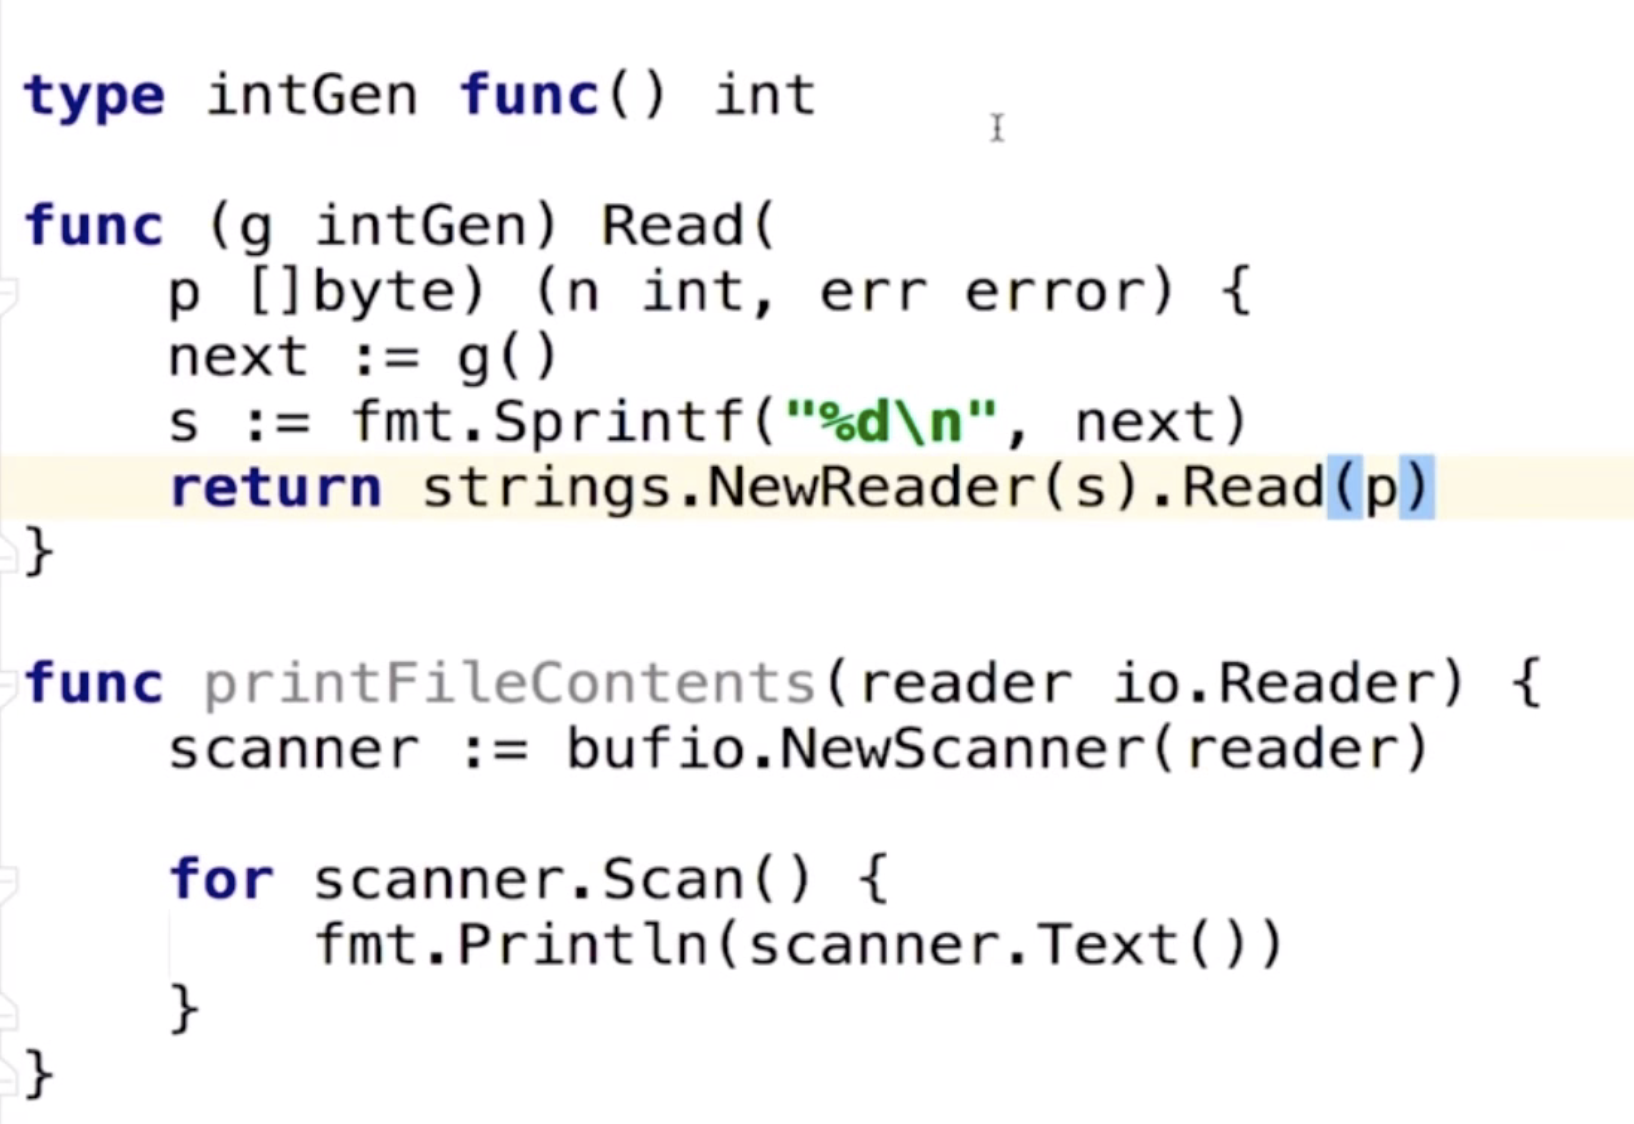 type intGen func() int
func (g intGen) Read(
p []byte) (n int, err error) {
next := g()
s := fmt.Sprintf("%d\n", next)
return strings.NewReader(s).Read(p)
}
func printFileContents(reader io.Reader) {
scanner := bufio.NewScanner(reader)
for scanner.Scan() {
fmt.Println(scanner.Text())
}
}